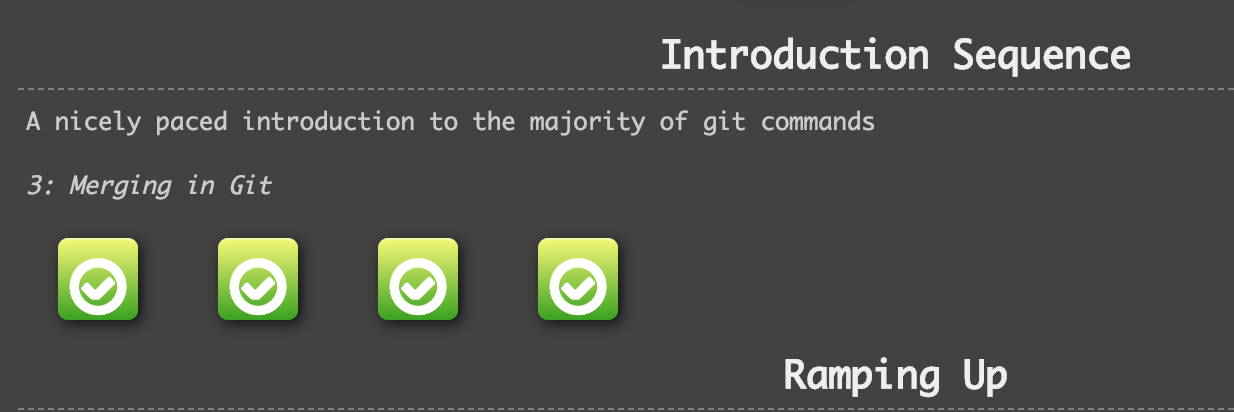 Introduction Sequence
A nicely paced introduction to the majority of git commands
3: Merging in Git
Ramping Up